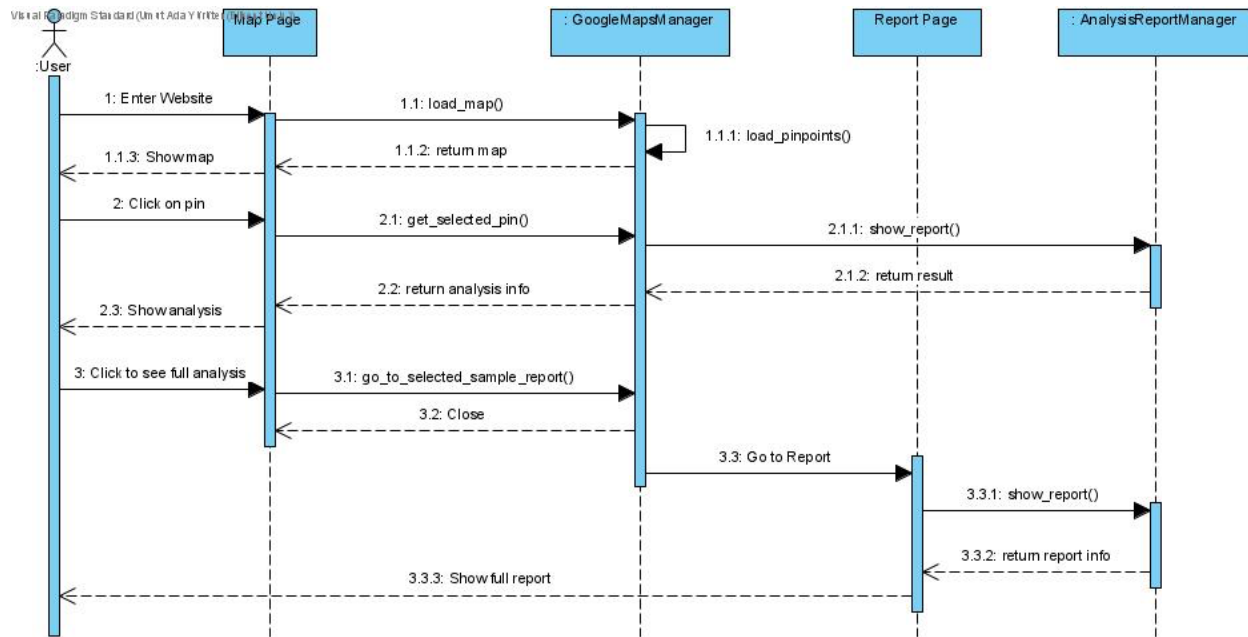 Visual Paradigm Standard
Map Page
: GoogleMapsManager
Report Page
: AnalysisReportManager
:User
1: Enter Website
1.1: load_map()
1.1.1: load_pinpoints()
1.1.2: return map
1.1.3: Show map
2: Click on pin
2.1: get_selected_pin()
2.1.1: show_report()
2.1.2: return result
2.2: return analysis info
2.3: Show analysis
3: Click to see full analysis
3.1: go_to_selected_sample_report()
3.2: Close
3.3: Go to Report
3.3.1: show_report()
3.3.2: return report info
3.3.3: Show full report